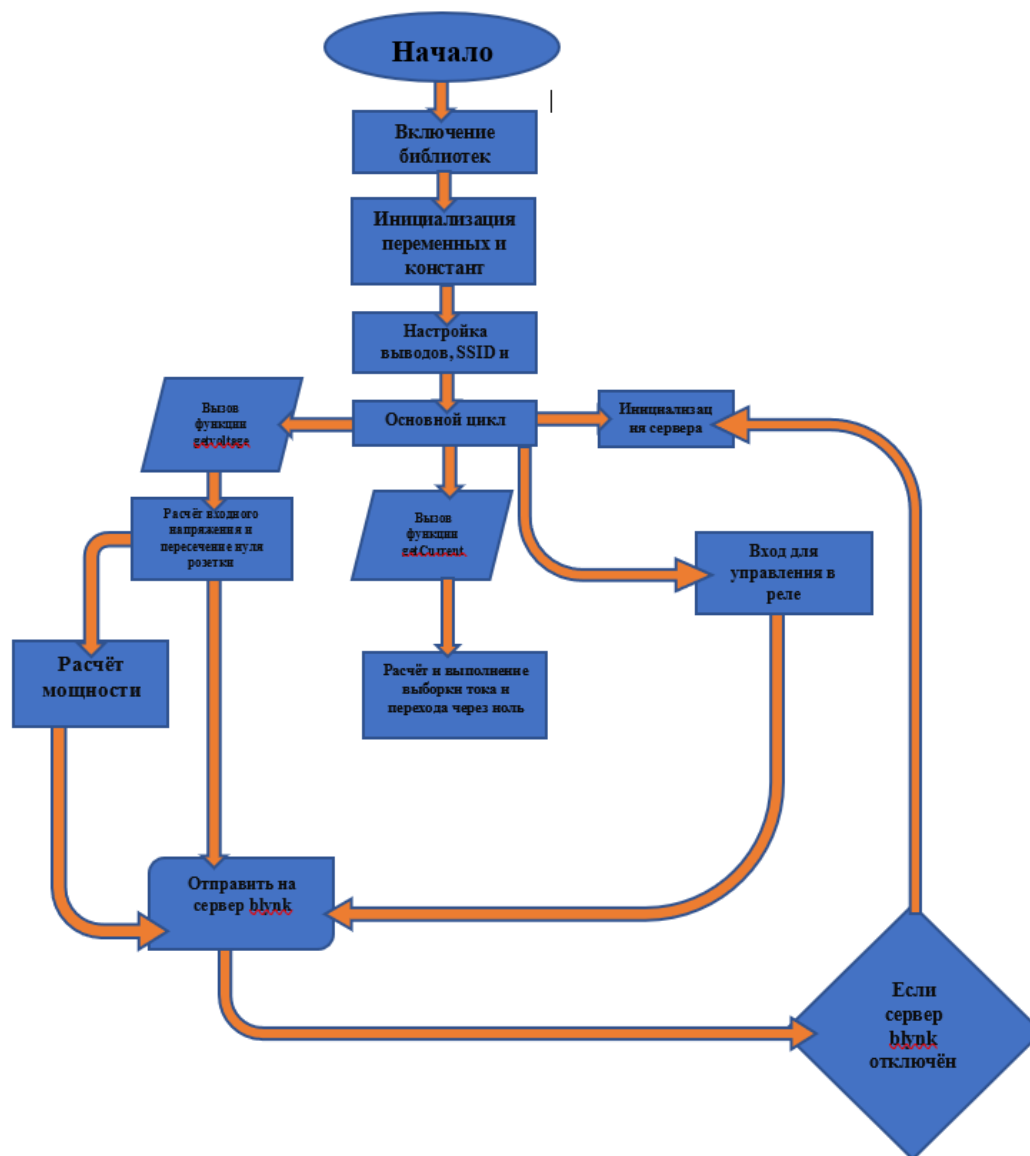 Начало
Включение
библиотек
Инициализация
переменных и
констант
Настройка
выводов, SSID и
Основной цикл
Инициализац
ия сервера
Вызов
функции
getvoltage
Расчёт входного
напряжения и
пересечение нуля
розетки
Вызов
функции
getCurrent
Вход для
управления в
реле
Расчёт
мощности
Расчёт и выполнение
выборки тока и
перехода через ноль
Отправить на
сервер blynk
Если
сервер
blynk
отключён